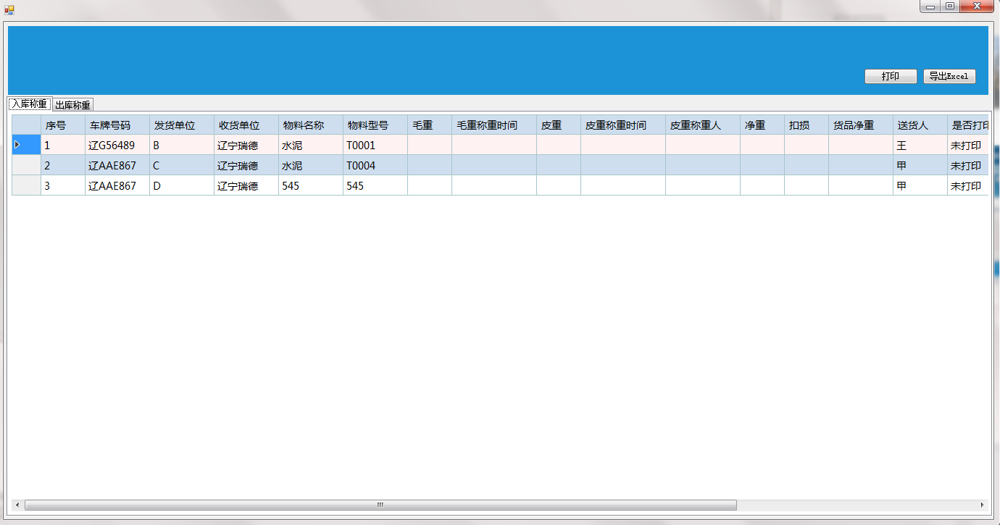 打印 导出Excel
入库称重 出库称重
序号 车牌号码 发货单位 收货单位 物料名称 物料型号 毛重 毛重称重时间 皮重 皮重称重时间 皮重称重人 净重 扣损 货品净重 送货人 是否打印
1 辽G56489 B 辽宁瑞德 水泥 T0001 王 未打印
2 辽AAE867 C 辽宁瑞德 水泥 T0004 甲 未打印
3 辽AAE867 D 辽宁瑞德 545 545 甲 未打印